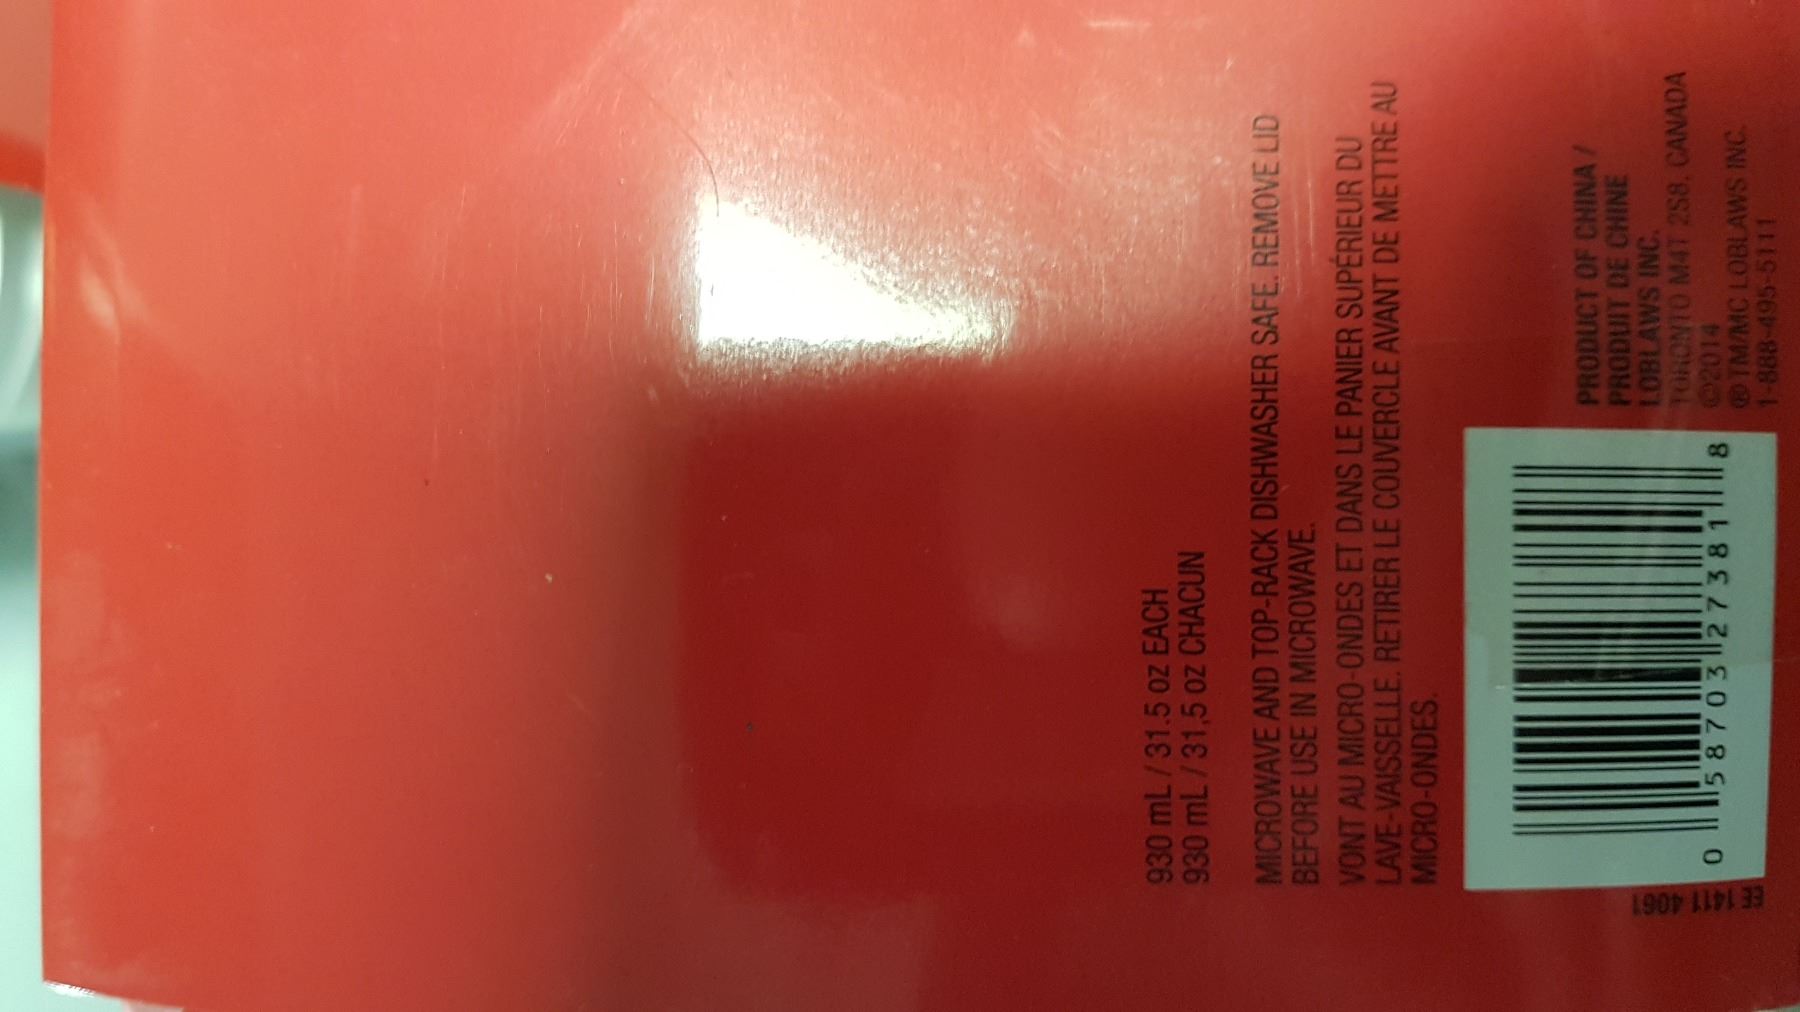 930 mL / 31.5 oz EACH
930 mL / 31,5 oz CHACUN
MICROWAVE AND TOP-RACK DISHWASHER SAFE. REMOVE LID
BEFORE USE IN MICROWAVE.
VONT AU MICRO-ONDES ET DANS LE PANIER SUPÉRIEUR DU
LAVE-VAISSELLE. RETIRER LE COUVERCLE AVANT DE METTRE AU
MICRO-ONDES.
PRODUCT OF CHINA /
PRODUIT DE CHINE
LOBLAWS INC.
TORONTO M4T 2S8, CANADA
©2014
® TM/MC LOBLAWS INC.
1-888-495-5111
0 58703 27381 8
EE 1411 4061